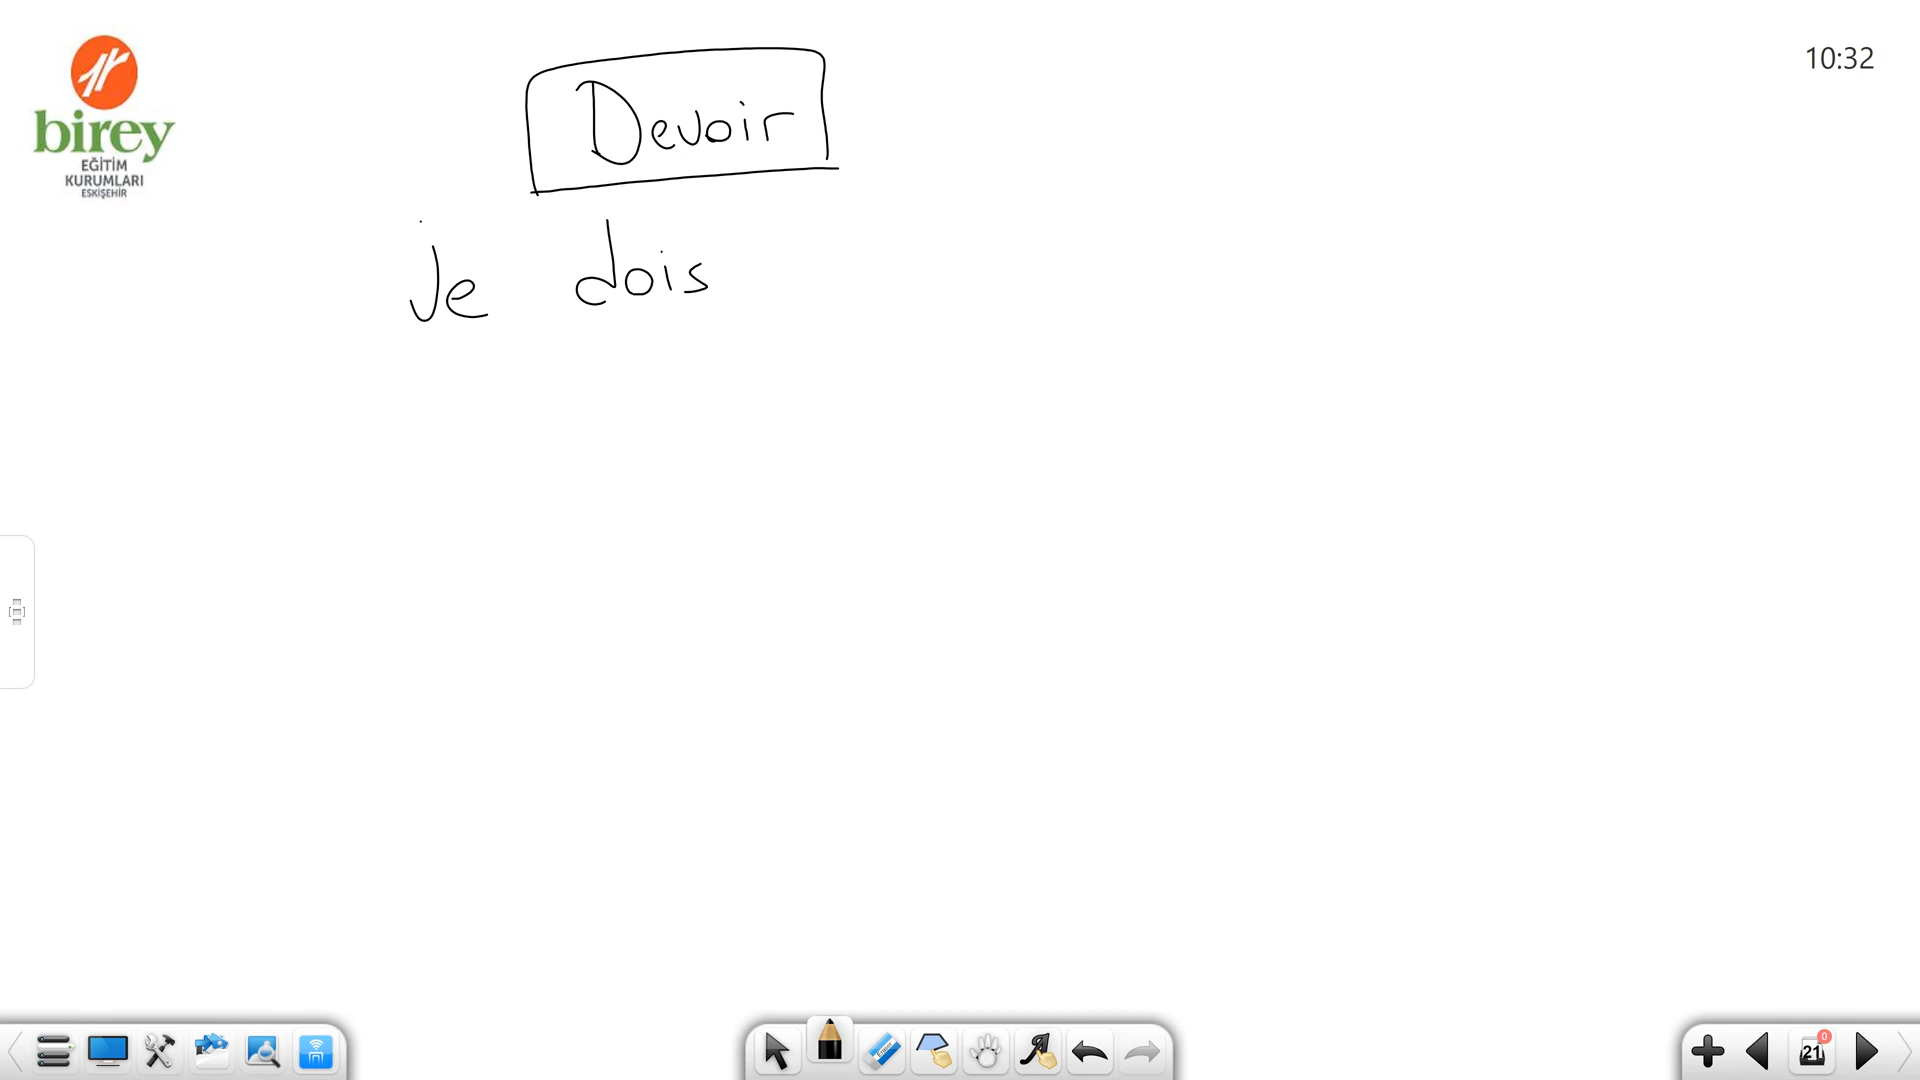 birey
EĞİTİM
KURUMLARI
ESKİŞEHİR
10:32
Devoir
je dois
21
0